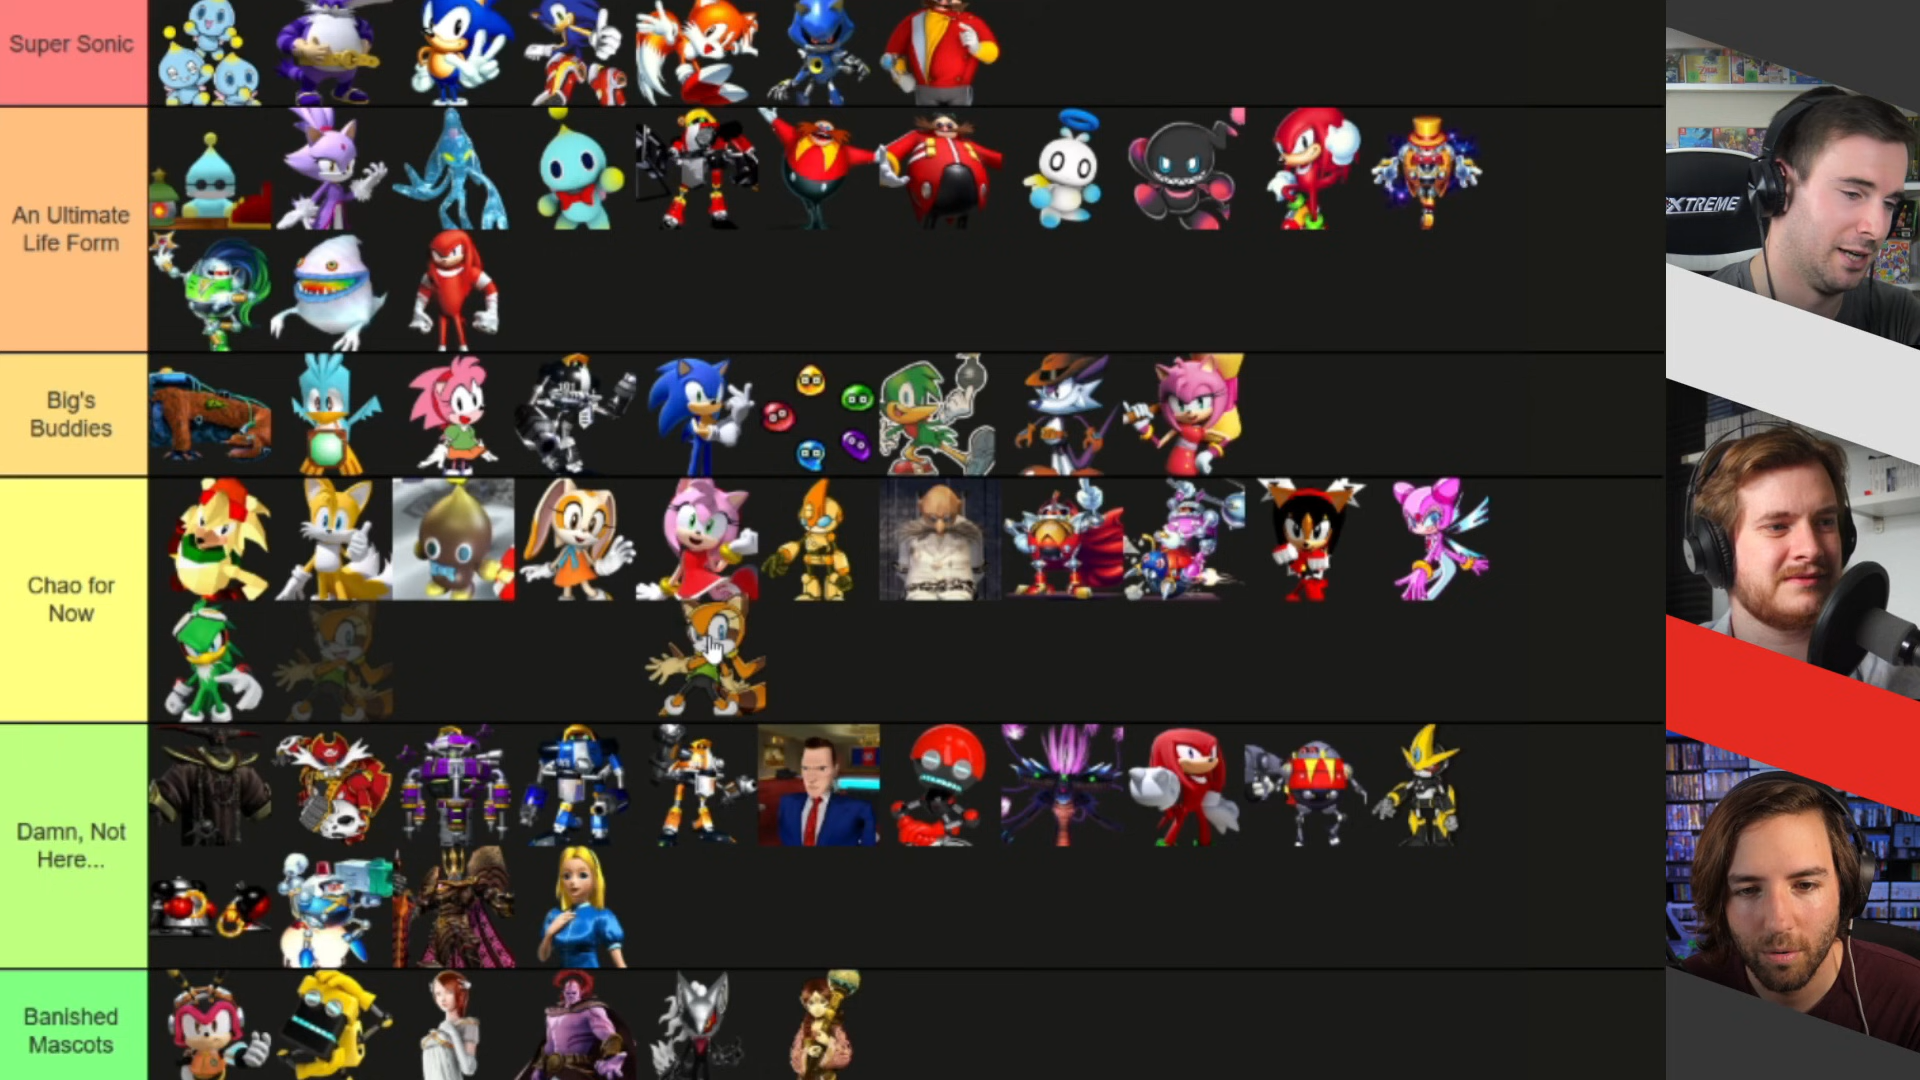 Super Sonic
An Ultimate
Life Form
Big's
Buddies
Chao for
Now
Damn, Not
Here...
Banished
Mascots
XTREME